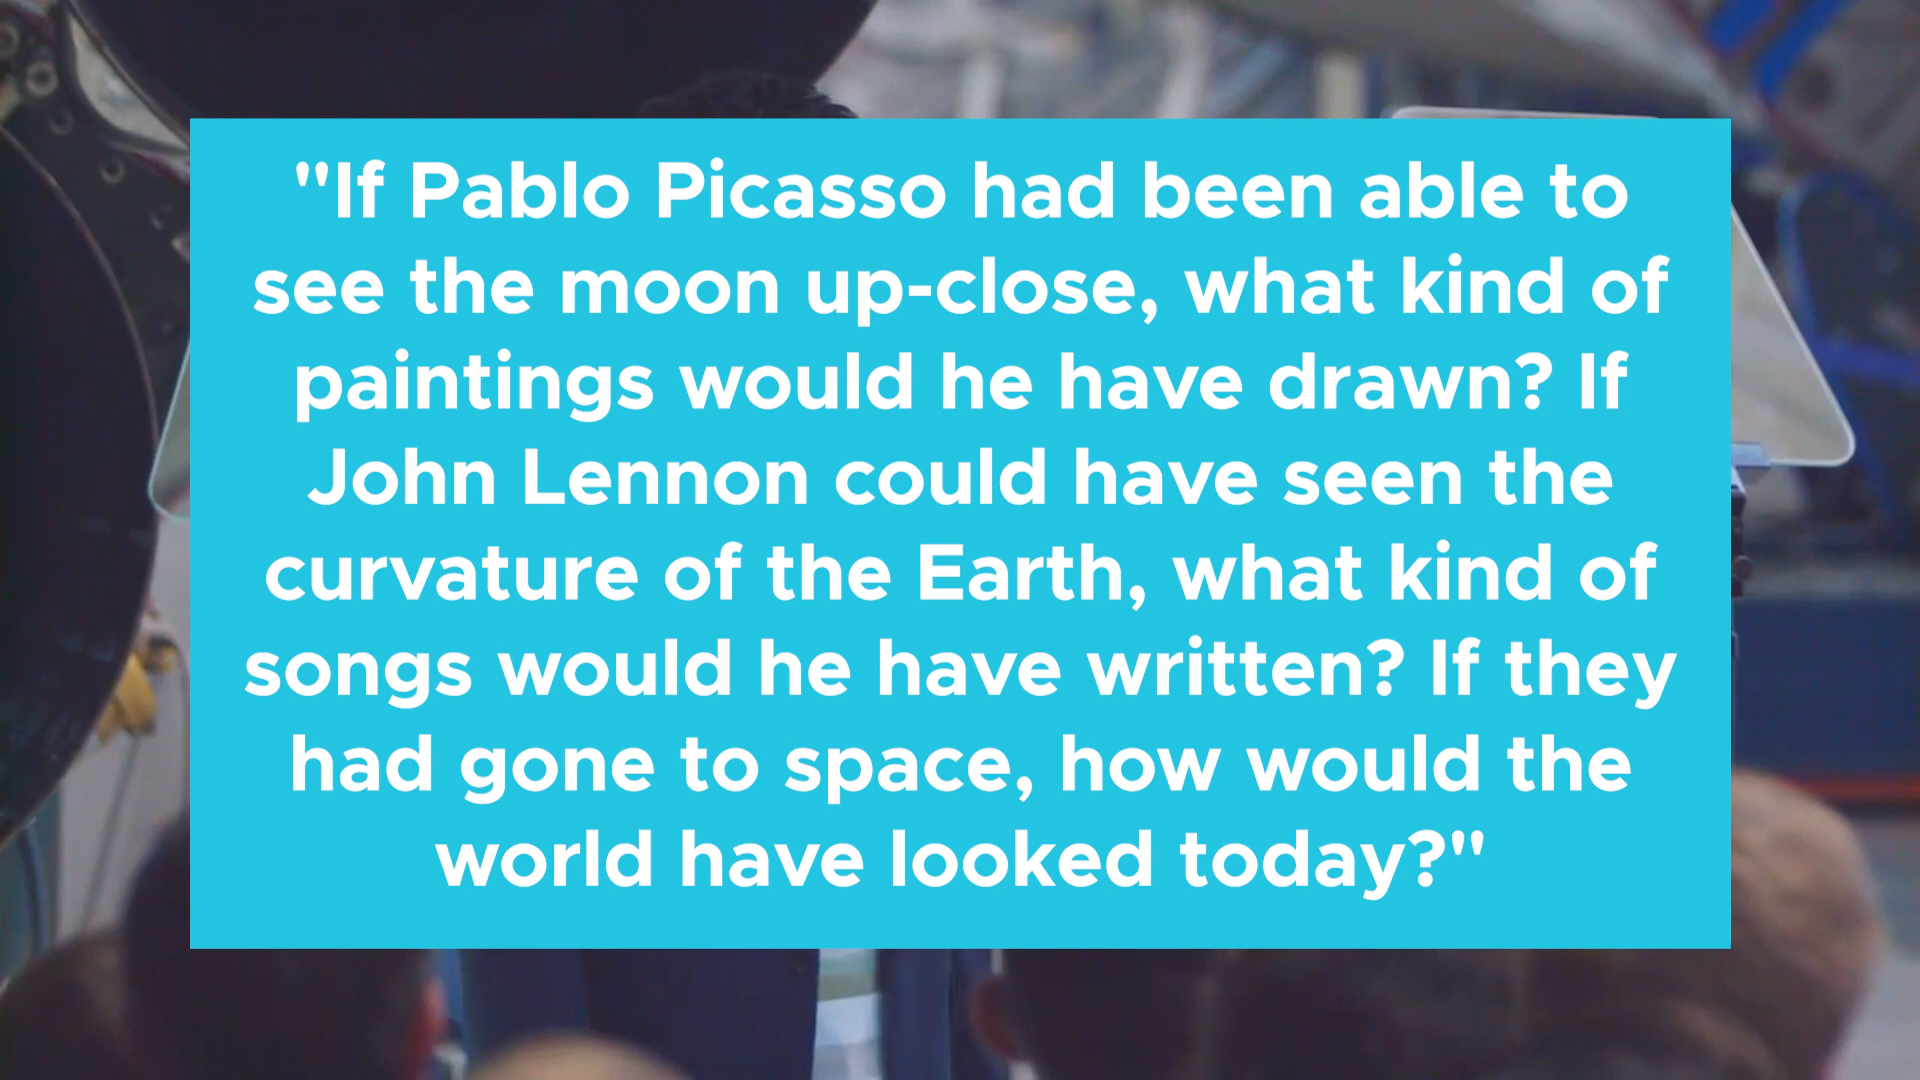 "If Pablo Picasso had been able to
see the moon up-close, what kind of
paintings would he have drawn? If
John Lennon could have seen the
curvature of the Earth, what kind of
songs would he have written? If they
had gone to space, how would the
world have looked today?"